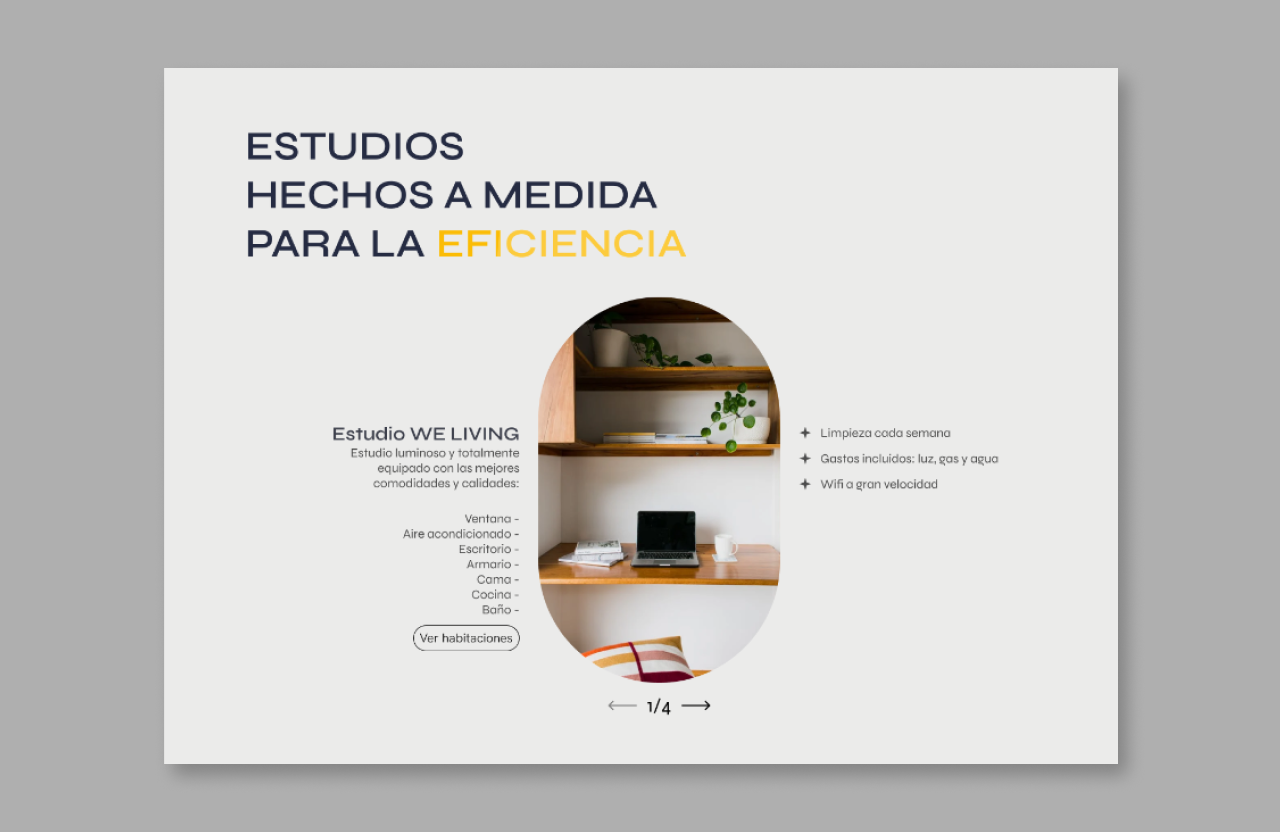 ESTUDIOS
HECHOS A MEDIDA
PARA LA EFICIENCIA
Estudio WE LIVING
Estudio luminoso y totalmente
equipado con las mejores
comodidades y calidades:
Ventana -
Aire acondicionado -
Escritorio -
Armario -
Cama -
Cocina -
Baño -
Ver habitaciones
Limpieza cada semana
Gastos incluidos: luz, gas y agua
Wifi a gran velocidad
1/4